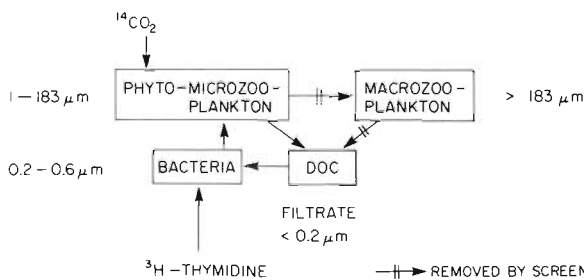 ¹⁴CO₂
1 – 183 μm
PHYTO-MICROZOO-
PLANKTON
MACROZOO-
PLANKTON
> 183 μm
0.2 – 0.6 μm
BACTERIA
DOC
FILTRATE
< 0.2 μm
³H-THYMIDINE
REMOVED BY SCREEN